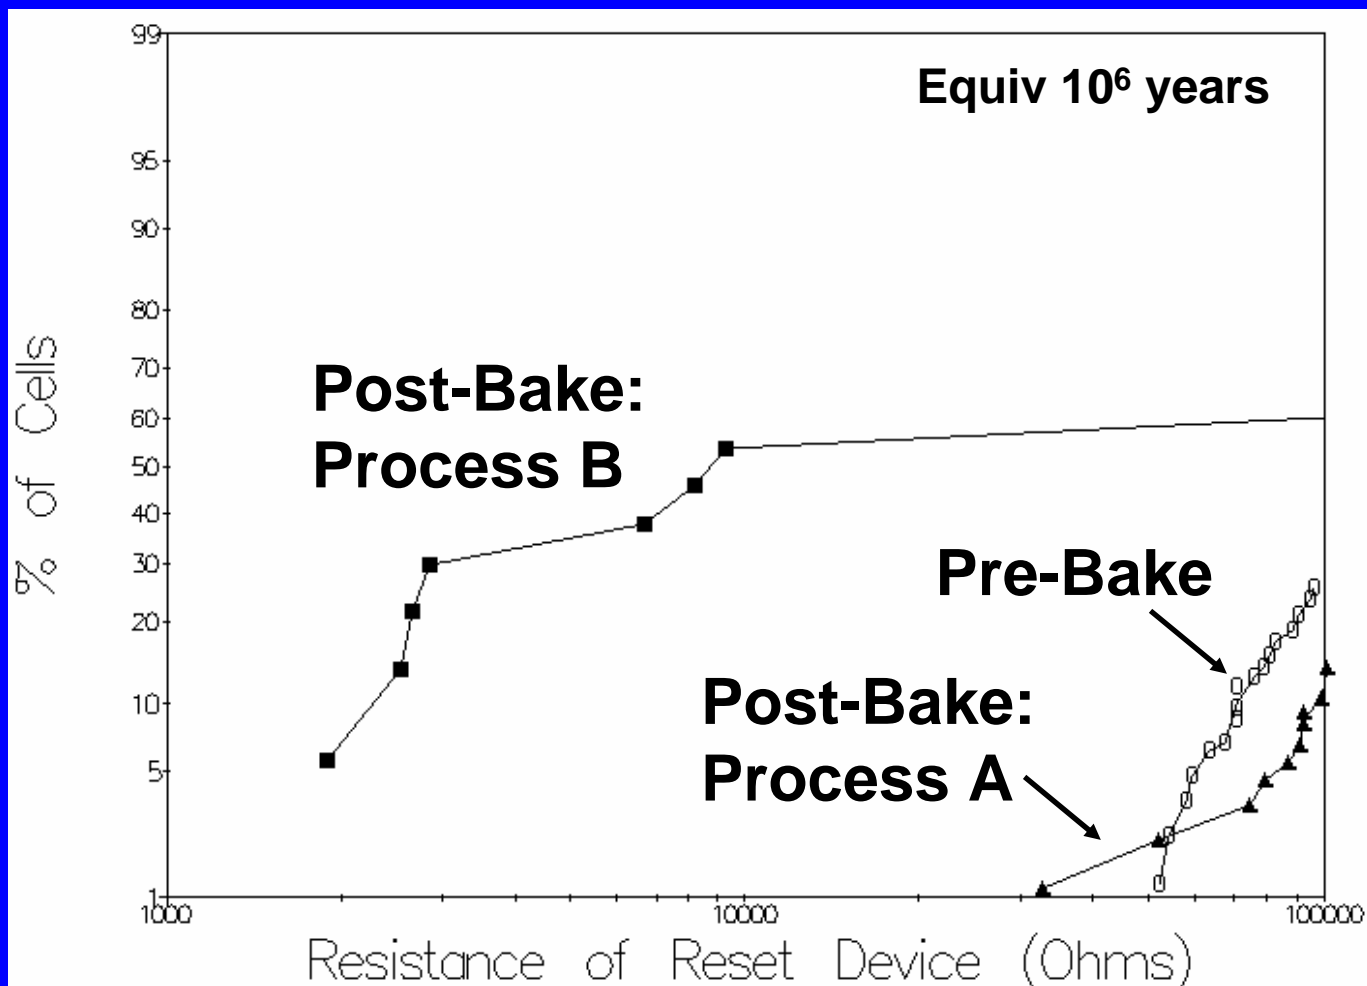 99
95
90
80
70
60
50
40
30
20
10
5
1
% of Cells
Equiv 10⁶ years
Post-Bake:
Process B
Pre-Bake
Post-Bake:
Process A
1000
10000
100000
Resistance of Reset Device (Ohms)